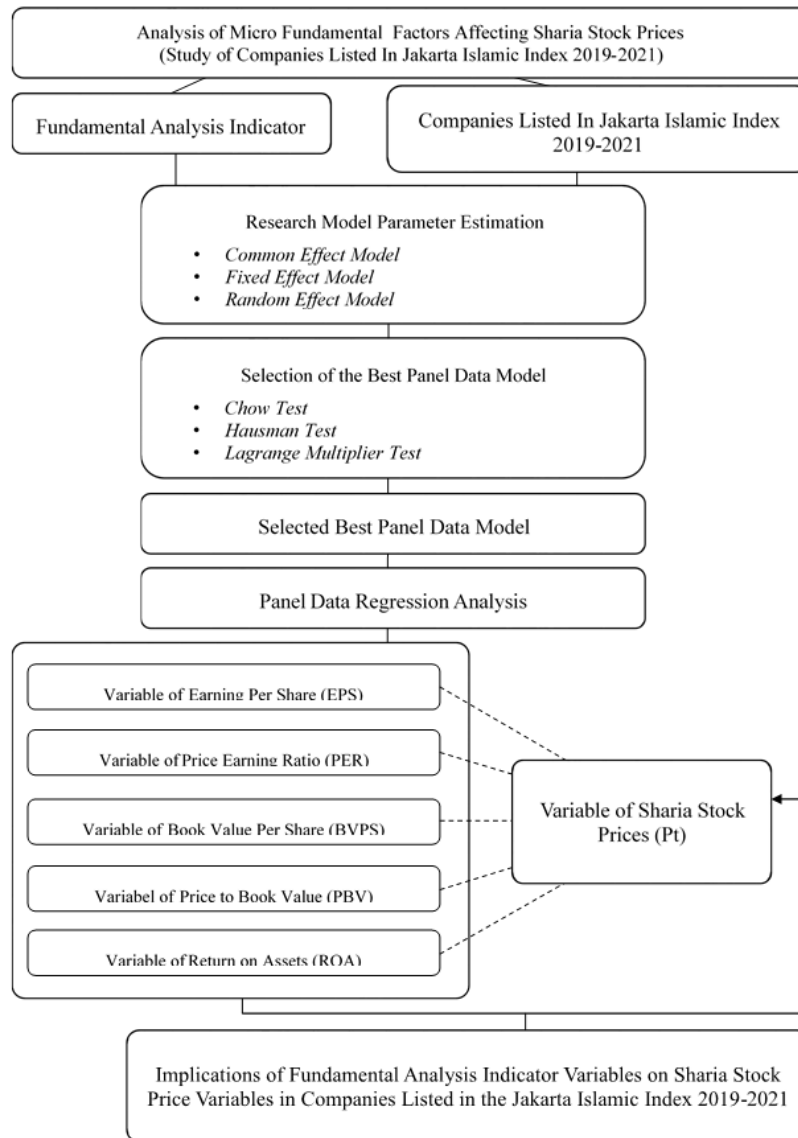 Analysis of Micro Fundamental Factors Affecting Sharia Stock Prices
(Study of Companies Listed In Jakarta Islamic Index 2019-2021)
Fundamental Analysis Indicator
Companies Listed In Jakarta Islamic Index
2019-2021
Research Model Parameter Estimation
• Common Effect Model
• Fixed Effect Model
• Random Effect Model
Selection of the Best Panel Data Model
• Chow Test
• Hausman Test
• Lagrange Multiplier Test
Selected Best Panel Data Model
Panel Data Regression Analysis
Variable of Earning Per Share (EPS)
Variable of Price Earning Ratio (PER)
Variable of Book Value Per Share (BVPS)
Variabel of Price to Book Value (PBV)
Variable of Return on Assets (ROA)
Variable of Sharia Stock
Prices (Pt)
Implications of Fundamental Analysis Indicator Variables on Sharia Stock
Price Variables in Companies Listed in the Jakarta Islamic Index 2019-2021